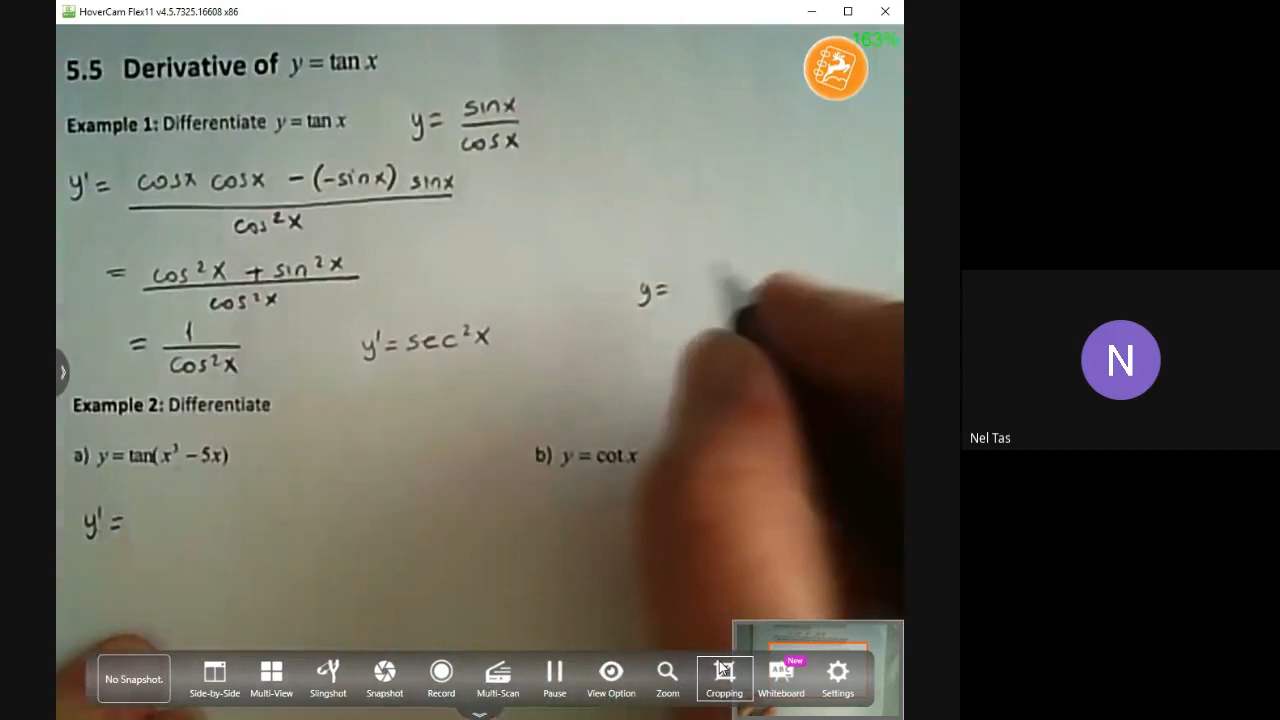 HoverCam Flex11 v4.5.7325.16608 x86
163%
5.5 Derivative of y = tan x
Example 1: Differentiate y = tan x y = sinx / cosx
y' = cosx cosx - (-sinx) sinx / cos²x
= cos²x + sin²x / cos²x
y=
= 1 / cos²x y' = sec²x
Example 2: Differentiate
a) y = tan(x³ - 5x) b) y = cot x
y' =
N
Nel Tas
No Snapshot.
Side-by-Side Multi-View Slingshot Snapshot Record Multi-Scan Pause View Option Zoom Cropping Whiteboard Settings
New
ABC